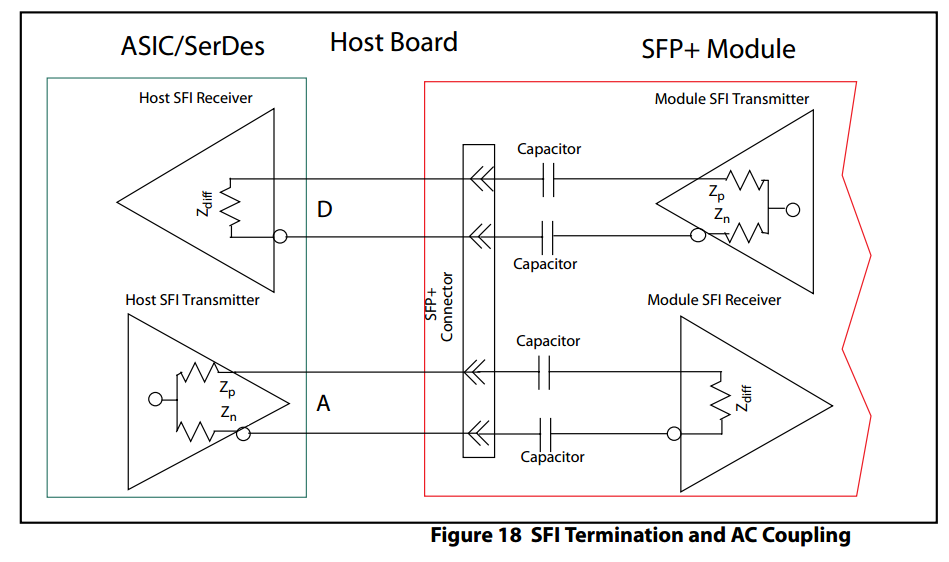 ASIC/SerDes
Host Board
SFP+ Module
Host SFI Receiver
Module SFI Transmitter
Capacitor
Zp
Zdiff
D
Zn
Capacitor
Host SFI Transmitter
SFP+
Connector
Module SFI Receiver
Capacitor
Zp
Zdiff
A
Zn
Capacitor
Figure 18 SFI Termination and AC Coupling